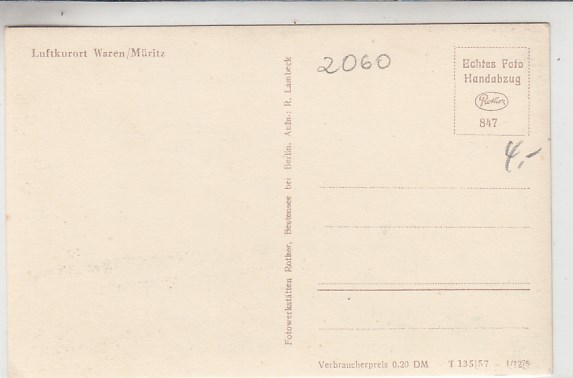 Luftkurort Waren/Müritz
2060
Echtes Foto
Handabzug
Rother
847
4,-
Fotowerkstätten Rother, Bestensee bei Berlin. Aufn.: R. Lambeck
Verbraucherpreis 0.20 DM T 135|57 -